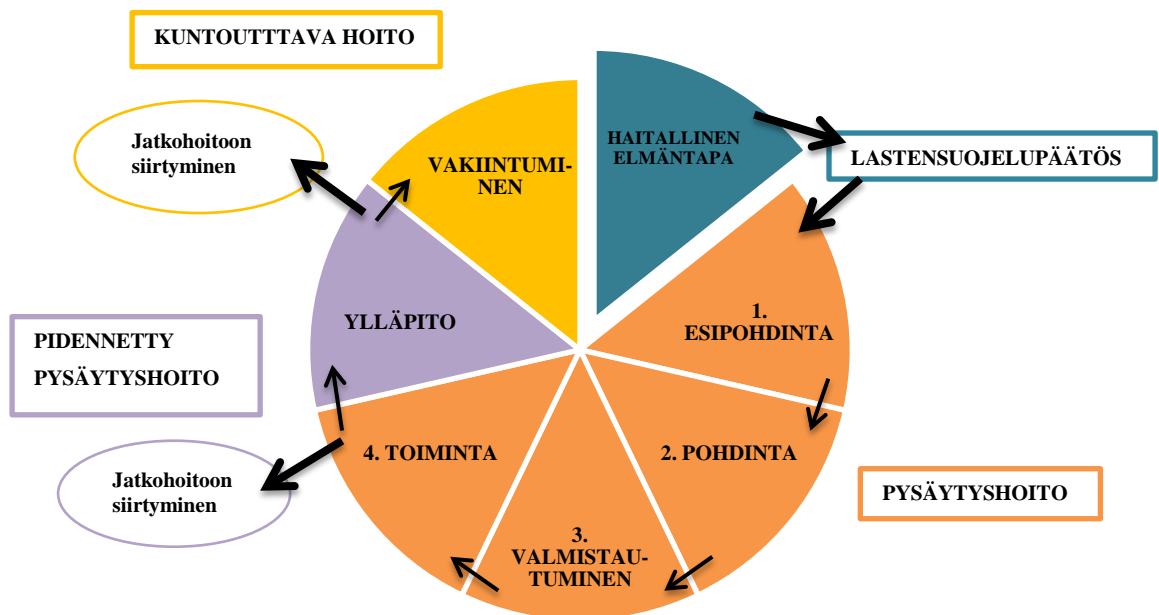 KUNTOUTTTAVA HOITO
Jatkohoitoon
siirtyminen
VAKIINTUMI-
NEN
HAITALLINEN
ELMÄNTAPA
LASTENSUOJELUPÄÄTÖS
1.
ESIPOHDINTA
2. POHDINTA
PYSÄYTYSHOITO
3.
VALMISTAU-
TUMINEN
4. TOIMINTA
YLLÄPITO
PIDENNETTY
PYSÄYTYSHOITO
Jatkohoitoon
siirtyminen